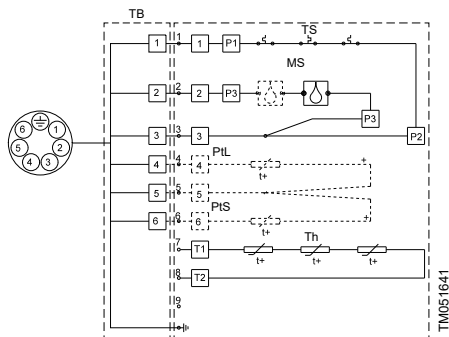 TB
TS
1 1 1 P1
MS
2 2 2 P3
P3
3 3 3 P2
6 1
5 2
4 3
PtL
4 4 4 t+ +
5 5 5
PtS
6 6 6 t+ +
Th
7 T1 t+ t+ t+
8 T2
9
TM051641